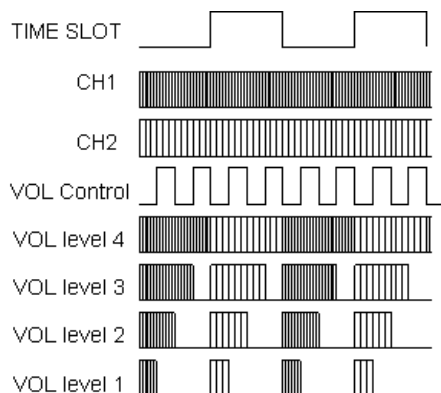 TIME SLOT
CH1
CH2
VOL Control
VOL level 4
VOL level 3
VOL level 2
VOL level 1